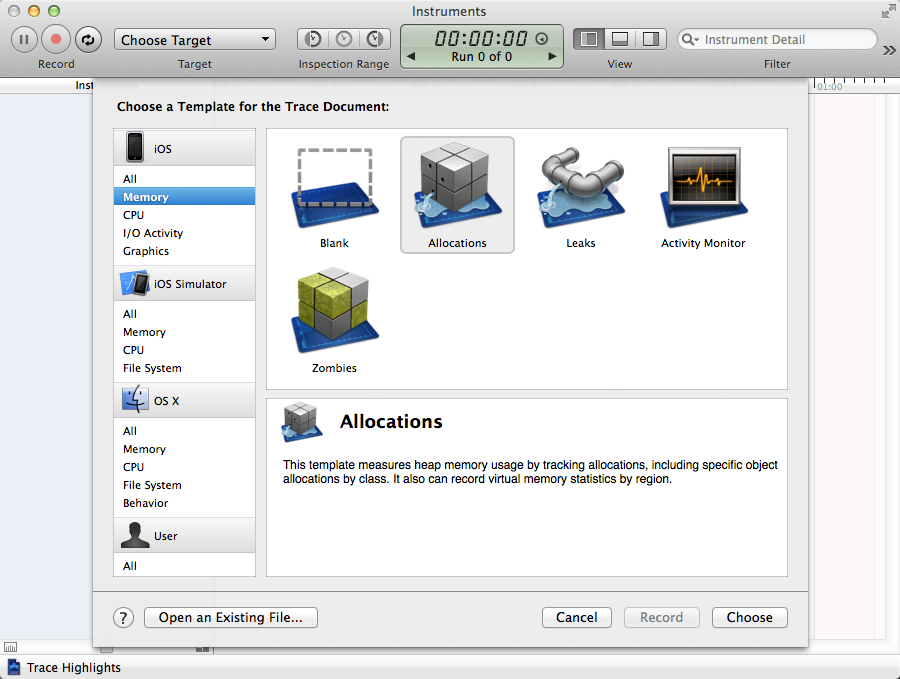 Instruments
Choose Target
00:00:00
Run 0 of 0
Instrument Detail
Record
Target
Inspection Range
View
Filter
Inst
01:00
Choose a Template for the Trace Document:
iOS
All
Memory
CPU
I/O Activity
Graphics
iOS Simulator
All
Memory
CPU
File System
OS X
All
Memory
CPU
File System
Behavior
User
All
Blank
Allocations
Leaks
Activity Monitor
Zombies
Allocations
This template measures heap memory usage by tracking allocations, including specific object
allocations by class. It also can record virtual memory statistics by region.
?
Open an Existing File...
Cancel
Record
Choose
Trace Highlights